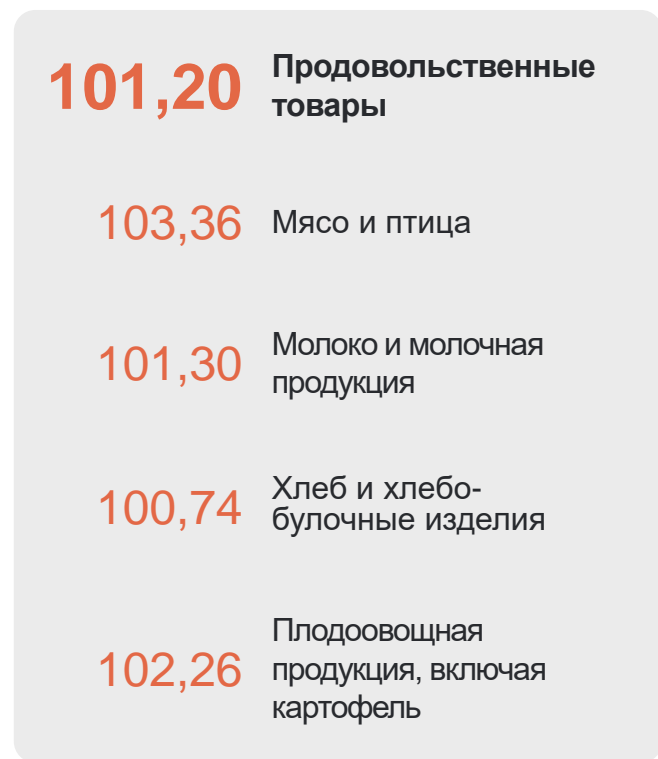 101,20 Продовольственные
товары
103,36 Мясо и птица
101,30 Молоко и молочная
продукция
100,74 Хлеб и хлебо-
булочные изделия
102,26 Плодоовощная
продукция, включая
картофель